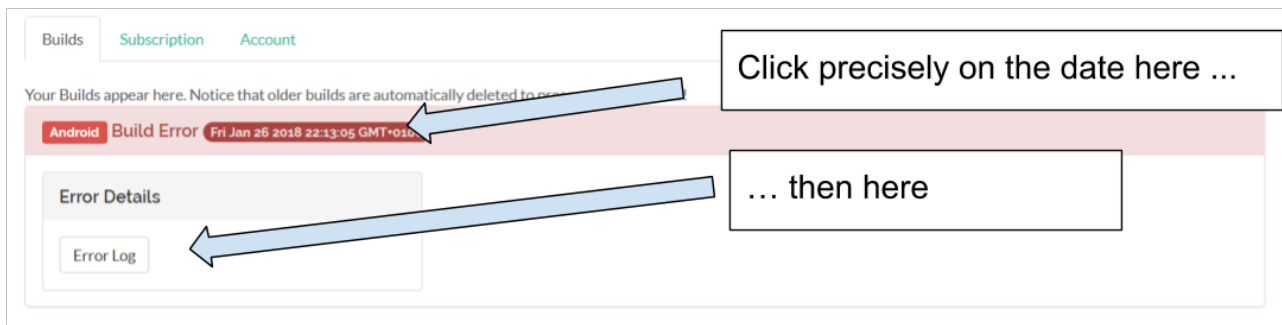 Builds Subscription Account
Click precisely on the date here ...
Your Builds appear here. Notice that older builds are automatically deleted to
Android Build Error Fri Jan 26 2018 22:13:05 GMT+010
… then here
Error Details
Error Log